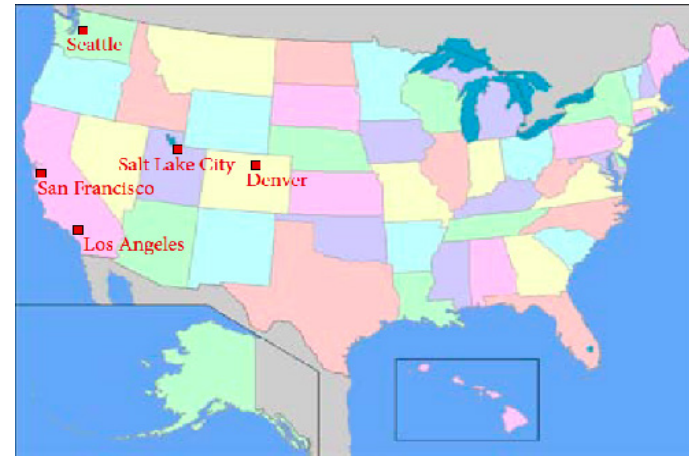 Seattle
Salt Lake City
Denver
San Francisco
Los Angeles